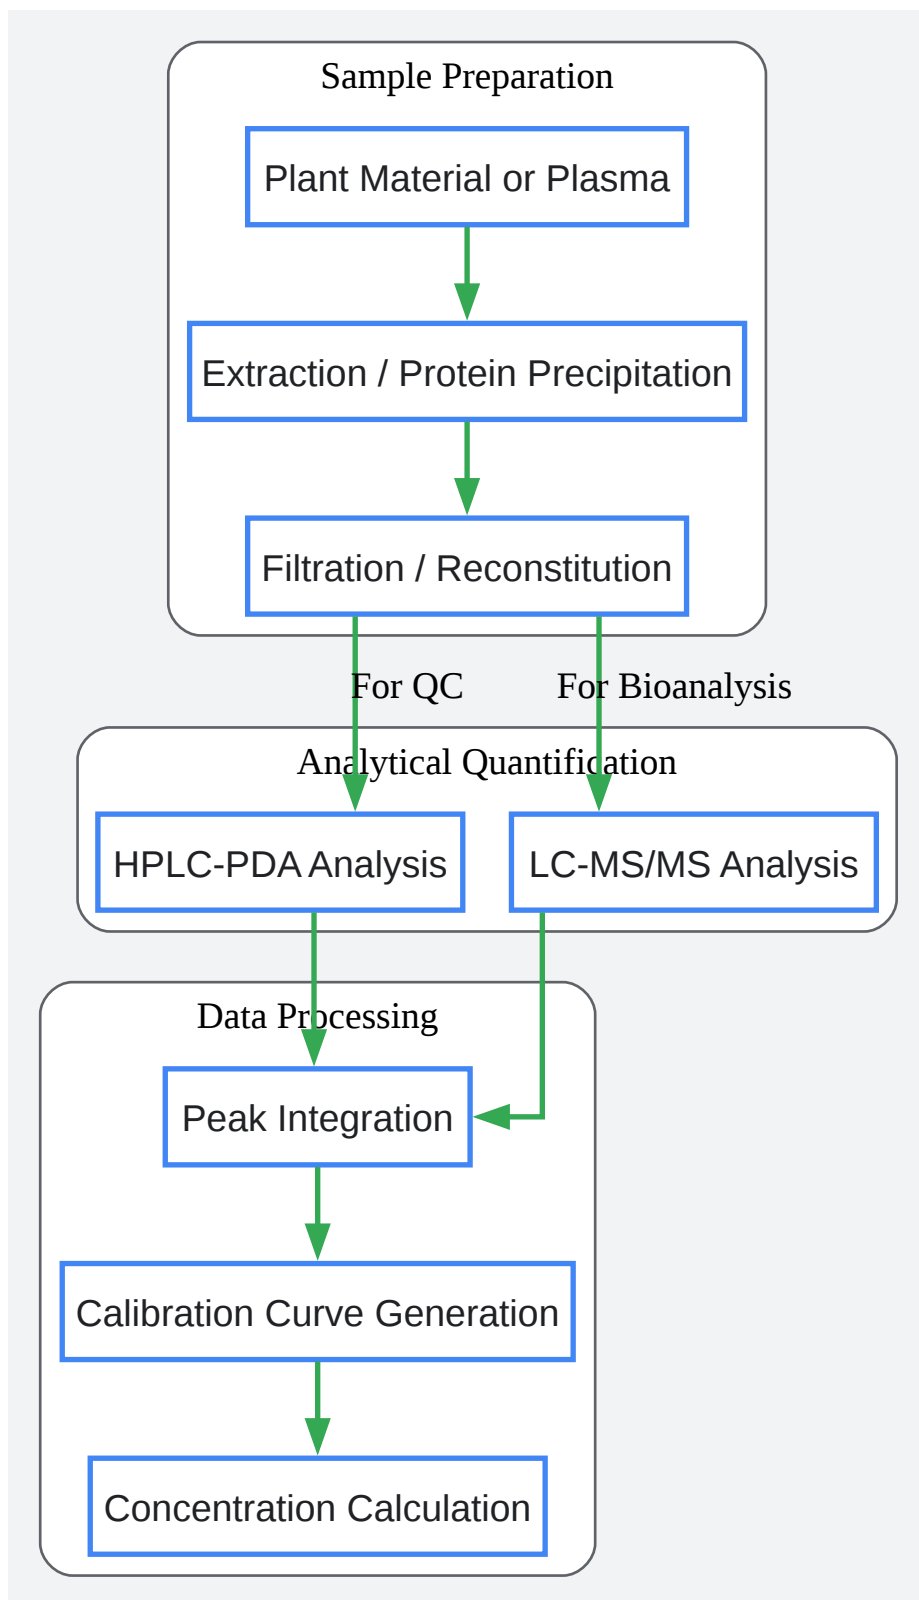 Sample Preparation
Plant Material or Plasma
Extraction / Protein Precipitation
Filtration / Reconstitution
For QC
For Bioanalysis
Analytical Quantification
HPLC-PDA Analysis
LC-MS/MS Analysis
Data Processing
Peak Integration
Calibration Curve Generation
Concentration Calculation